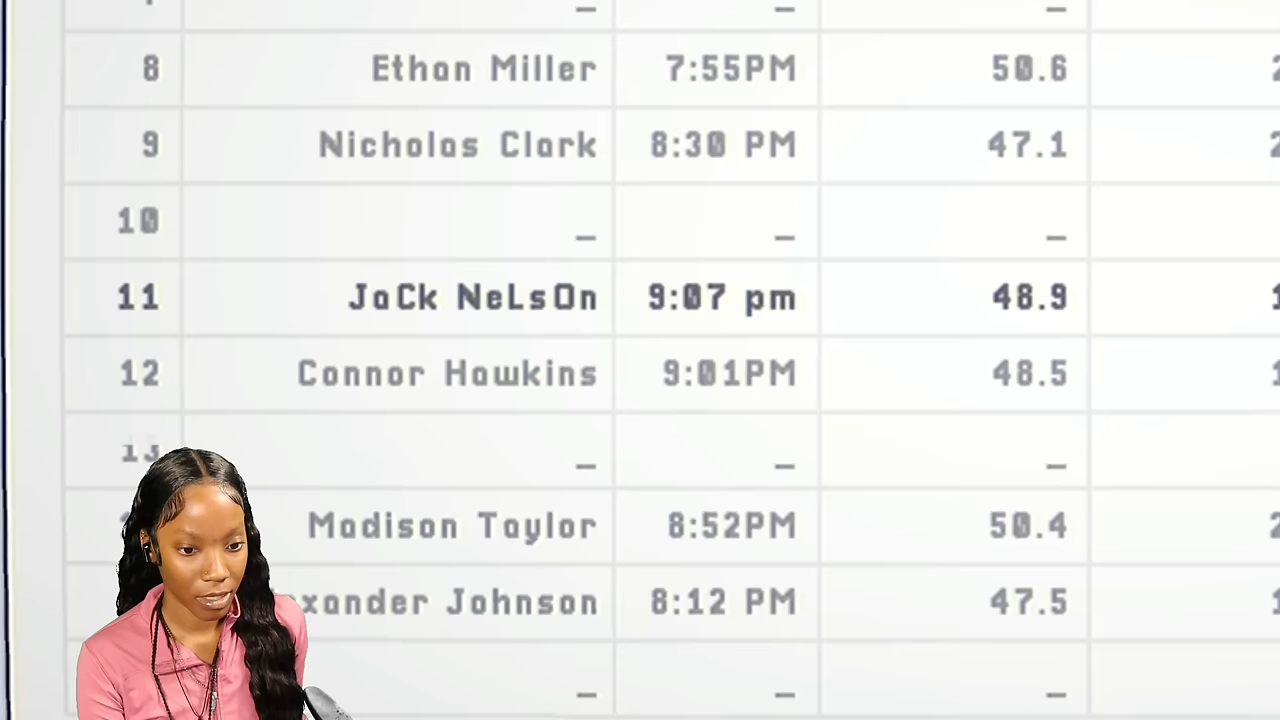 _ _ _
8 Ethan Miller 7:55PM 50.6
9 Nicholas Clark 8:30 PM 47.1
10 _ _ _
11 JaCk NeLsOn 9:07 pm 48.9
12 Connor Hawkins 9:01PM 48.5
13 _ _ _
Madison Taylor 8:52PM 50.4
Johnson 8:12 PM 47.5
_ _ _